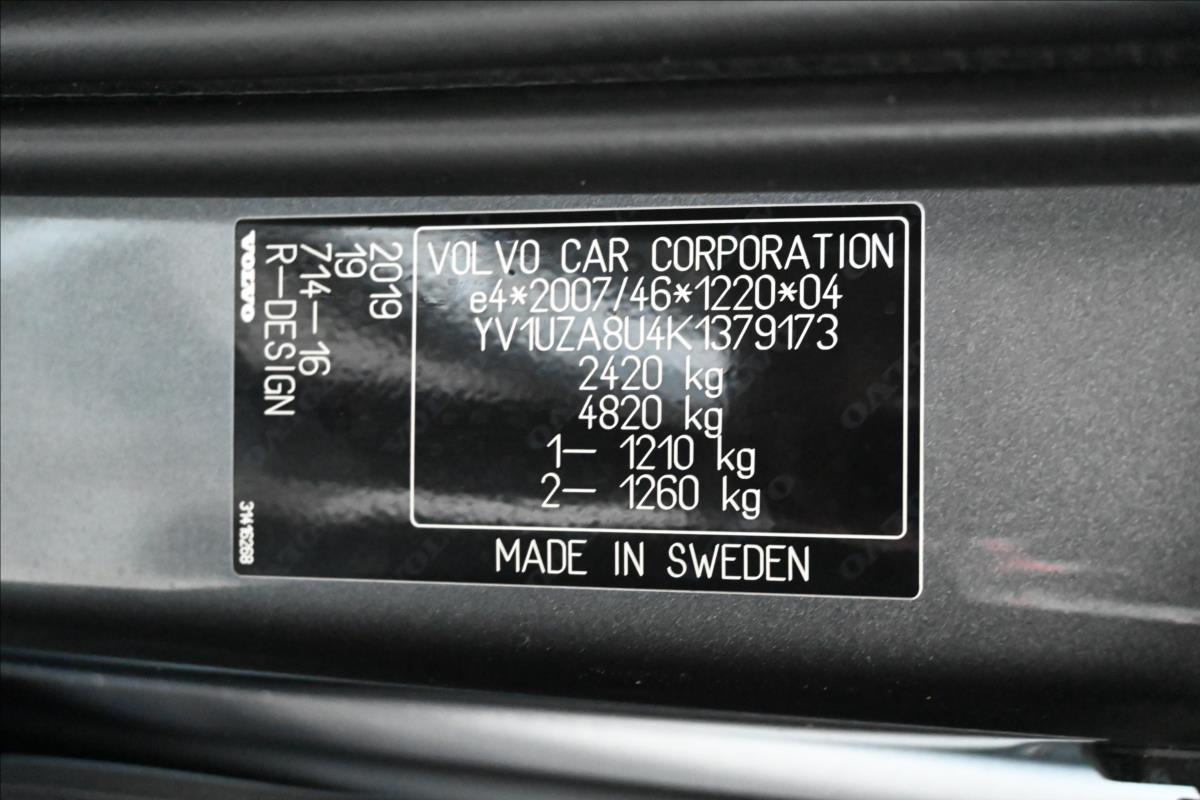 VOLVO CAR CORPORATION
e4*2007/46*1220*04
YV1UZA8U4K1379173
2420 kg
4820 kg
1— 1210 kg
2— 1260 kg
MADE IN SWEDEN
2019
19
714—16
R—DESIGN
VOLVO
31416268